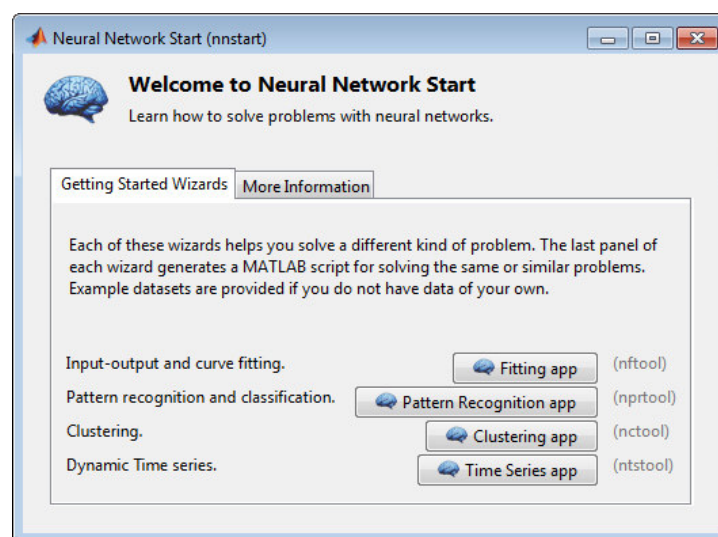 Neural Network Start (nnstart)
Welcome to Neural Network Start
Learn how to solve problems with neural networks.
Getting Started Wizards More Information
Each of these wizards helps you solve a different kind of problem. The last panel of
each wizard generates a MATLAB script for solving the same or similar problems.
Example datasets are provided if you do not have data of your own.
Input-output and curve fitting. Fitting app (nftool)
Pattern recognition and classification. Pattern Recognition app (nprtool)
Clustering. Clustering app (nctool)
Dynamic Time series. Time Series app (ntstool)